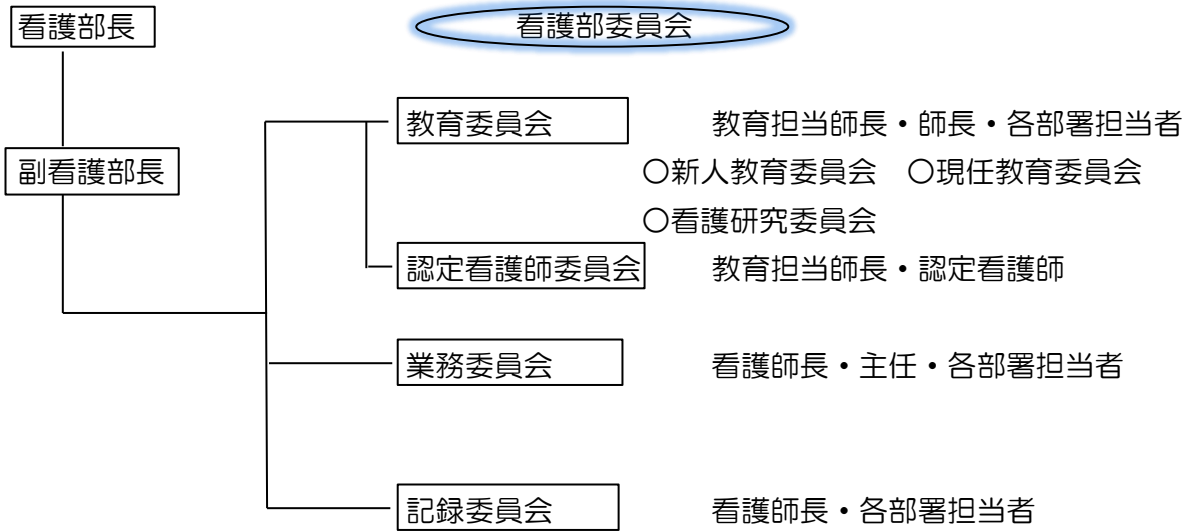 看護部長
看護部委員会
教育委員会 教育担当師長・師長・各部署担当者
副看護部長
〇新人教育委員会 〇現任教育委員会
〇看護研究委員会
認定看護師委員会 教育担当師長・認定看護師
業務委員会 看護師長・主任・各部署担当者
記録委員会 看護師長・各部署担当者